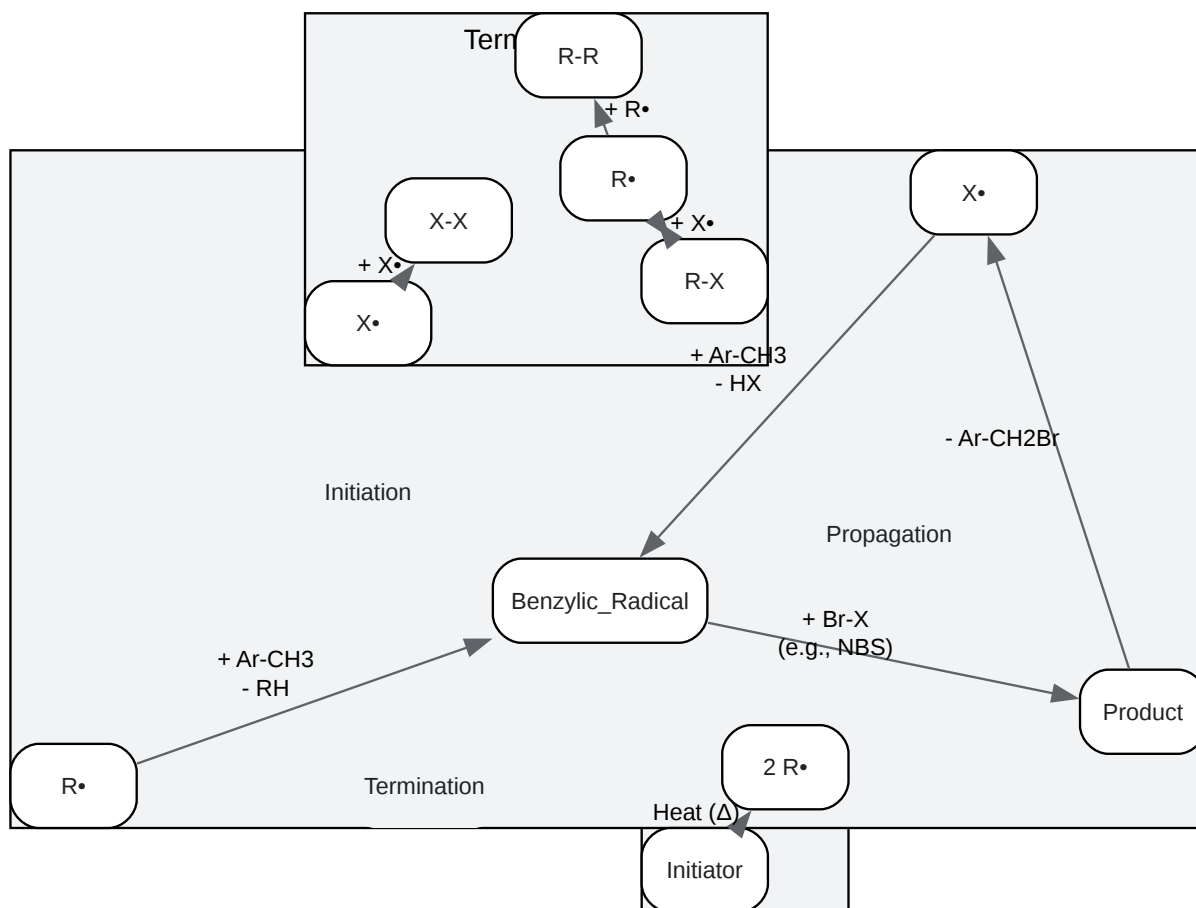 Term
R-R
+ R•
R•
X•
X-X
+ X•
+ X•
R-X
X•
+ Ar-CH3
- HX
- Ar-CH2Br
Initiation
Propagation
Benzylic_Radical
+ Br-X
(e.g., NBS)
+ Ar-CH3
- RH
Product
2 R•
R•
Termination
Heat (Δ)
Initiator